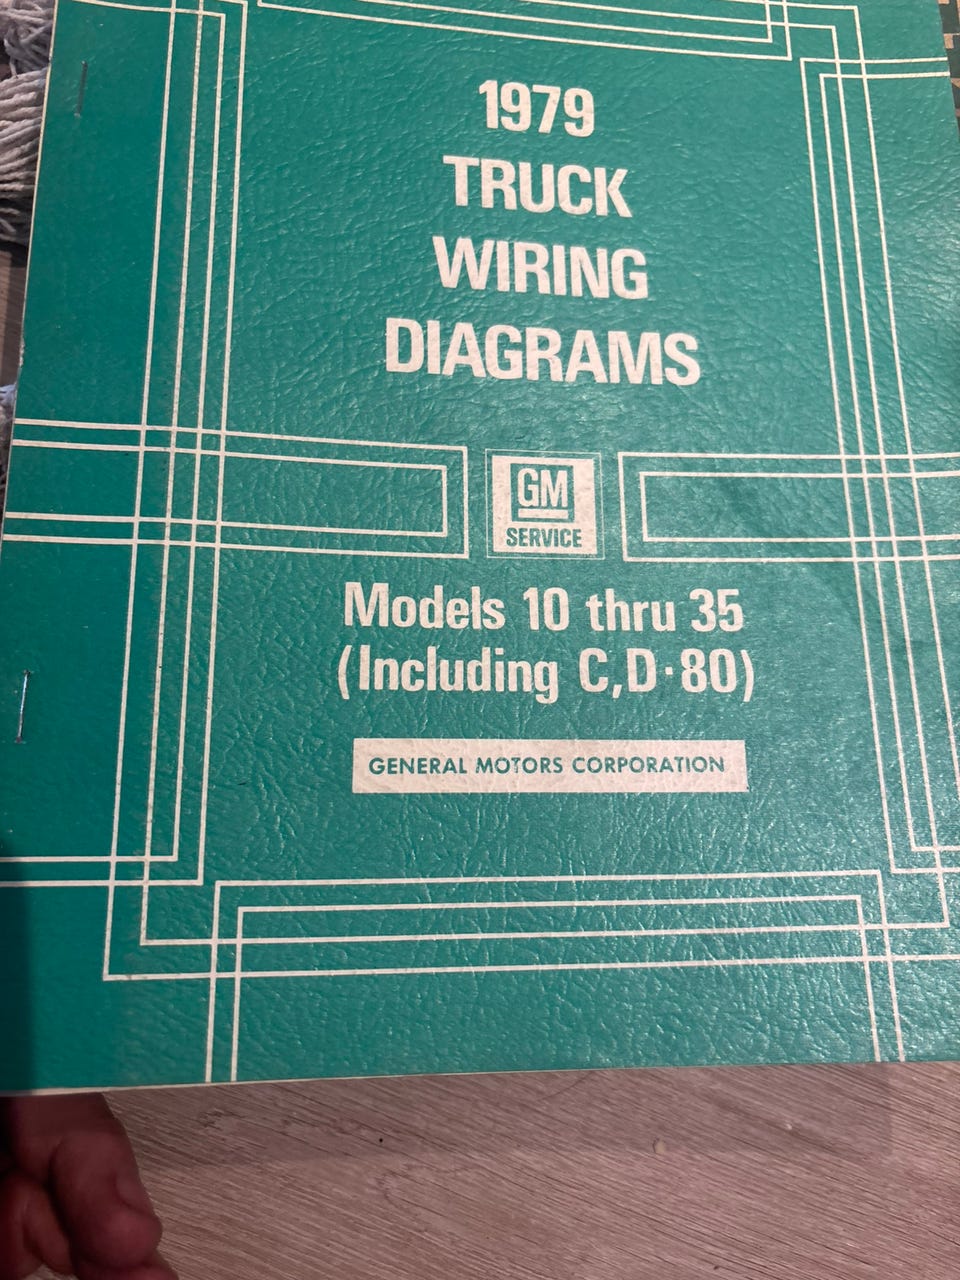 1979
TRUCK
WIRING
DIAGRAMS
GM
SERVICE
Models 10 thru 35
(Including C,D·80)
GENERAL MOTORS CORPORATION